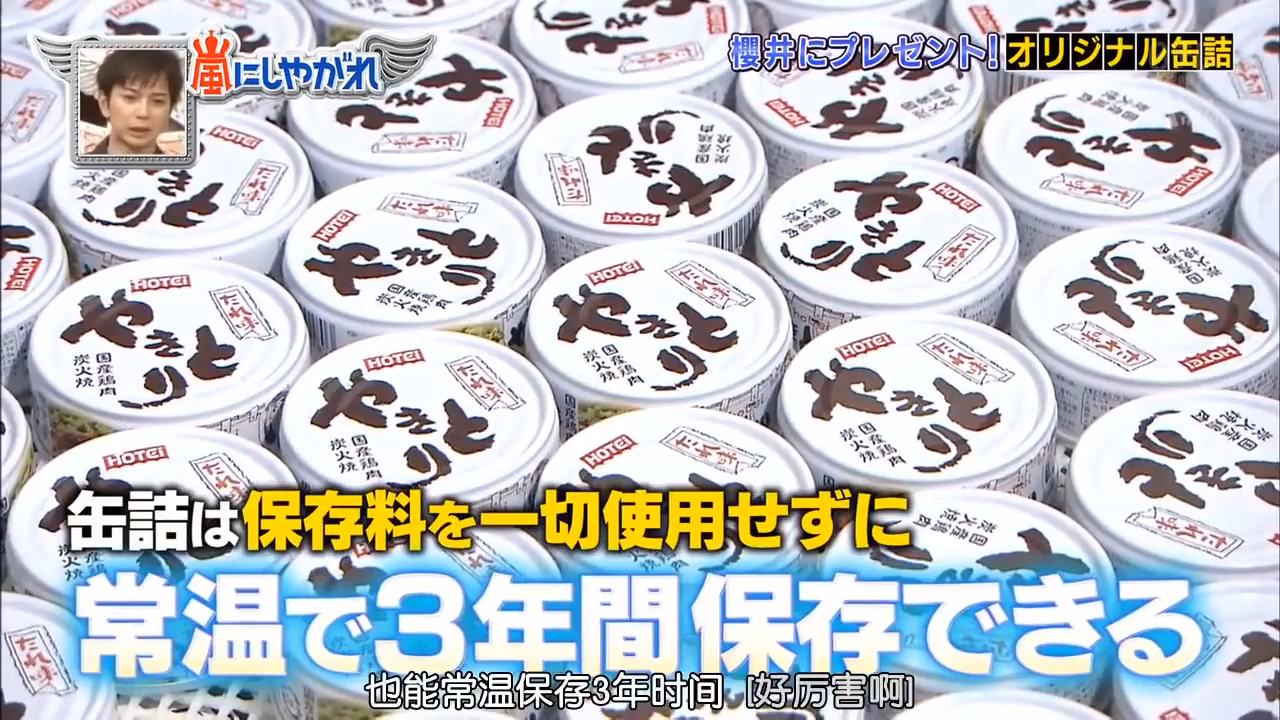 嵐にしやがれ
櫻井にプレゼント!オリジナル缶詰
HOTEi
やきとり
たれ味
国産鶏肉
炭火焼
缶詰は保存料を一切使用せずに
常温で3年間保存できる
也能常温保存3年时间 [好厉害啊]